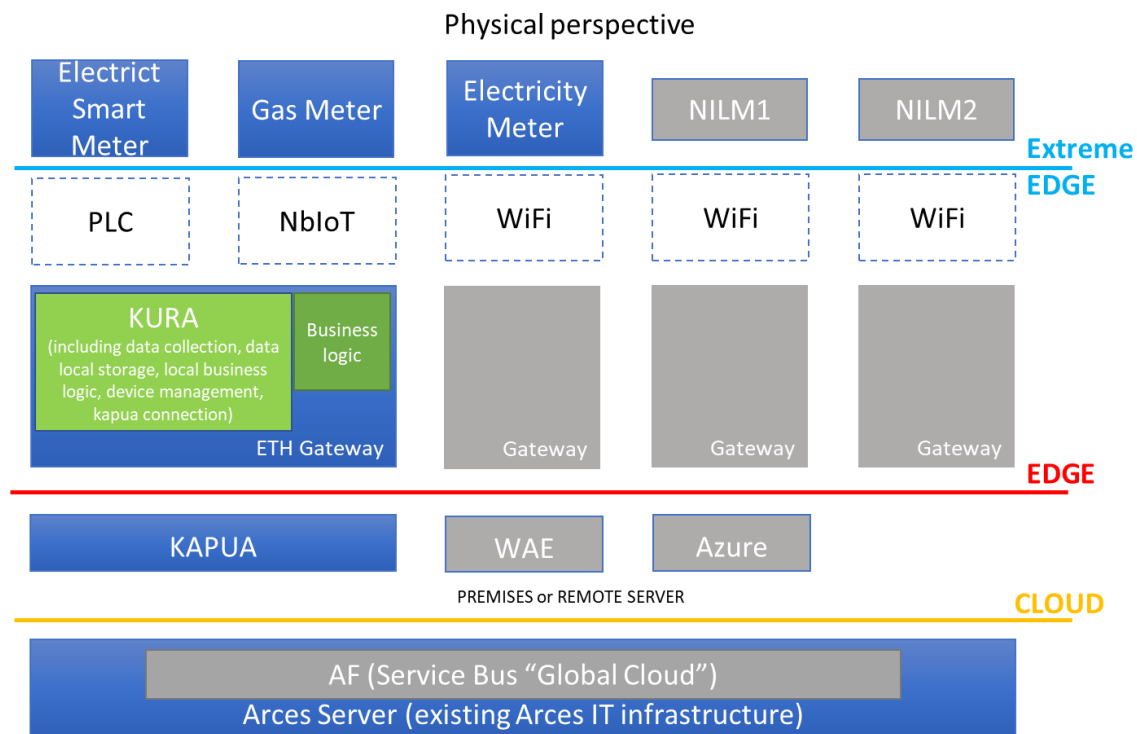 Physical perspective
Electrict
Smart
Meter
Gas Meter
Electricity
Meter
NILM1
NILM2
Extreme
EDGE
PLC
NbIoT
WiFi
WiFi
WiFi
KURA
(including data collection, data
local storage, local business
logic, device management,
kapua connection)
Business
logic
ETH Gateway
Gateway
Gateway
Gateway
EDGE
KAPUA
WAE
Azure
PREMISES or REMOTE SERVER
CLOUD
AF (Service Bus “Global Cloud”)
Arces Server (existing Arces IT infrastructure)